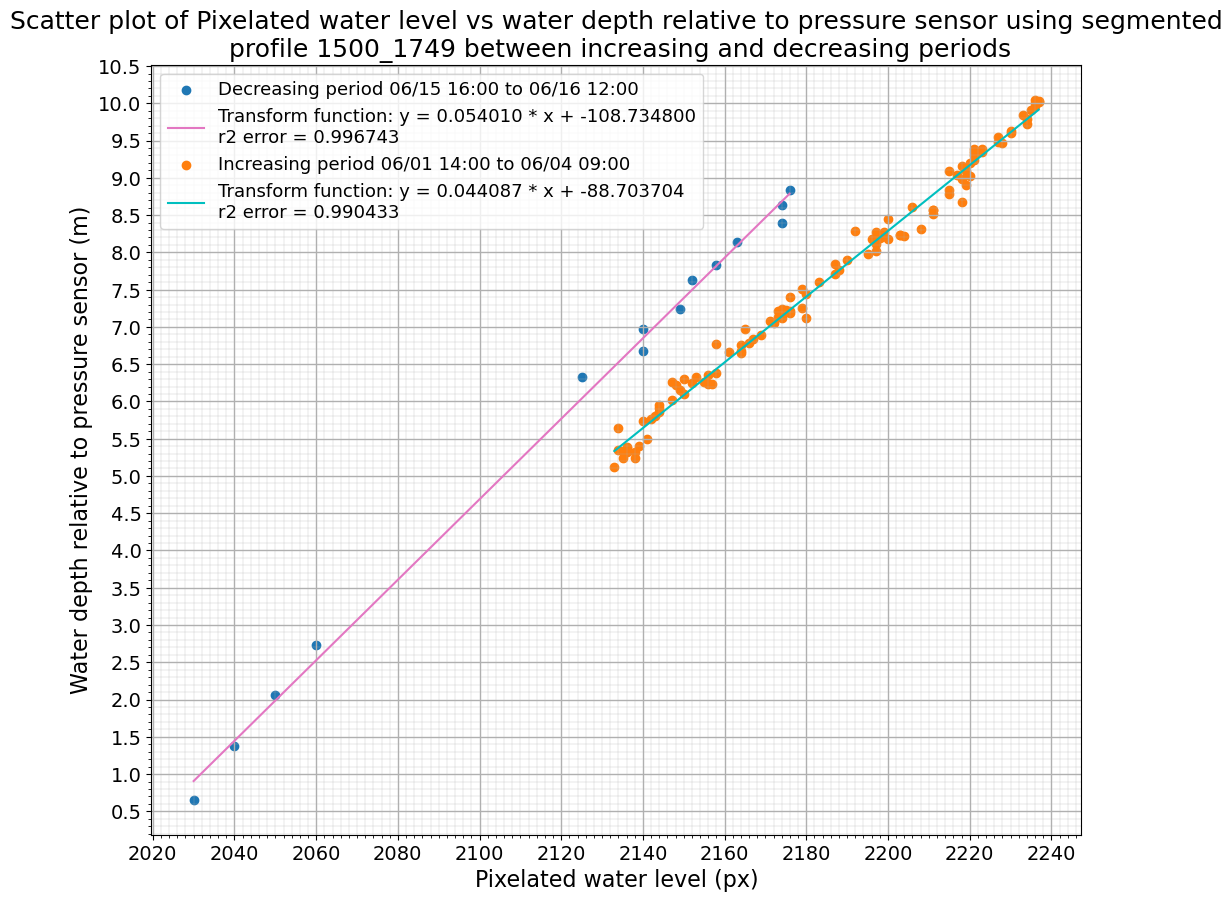 Scatter plot of Pixelated water level vs water depth relative to pressure sensor using segmented
profile 1500_1749 between increasing and decreasing periods
Decreasing period 06/15 16:00 to 06/16 12:00
Transform function: y = 0.054010 * x + -108.734800
r2 error = 0.996743
Increasing period 06/01 14:00 to 06/04 09:00
Transform function: y = 0.044087 * x + -88.703704
r2 error = 0.990433
Water depth relative to pressure sensor (m)
10.5
10.0
9.5
9.0
8.5
8.0
7.5
7.0
6.5
6.0
5.5
5.0
4.5
4.0
3.5
3.0
2.5
2.0
1.5
1.0
0.5
2020 2040 2060 2080 2100 2120 2140 2160 2180 2200 2220 2240
Pixelated water level (px)